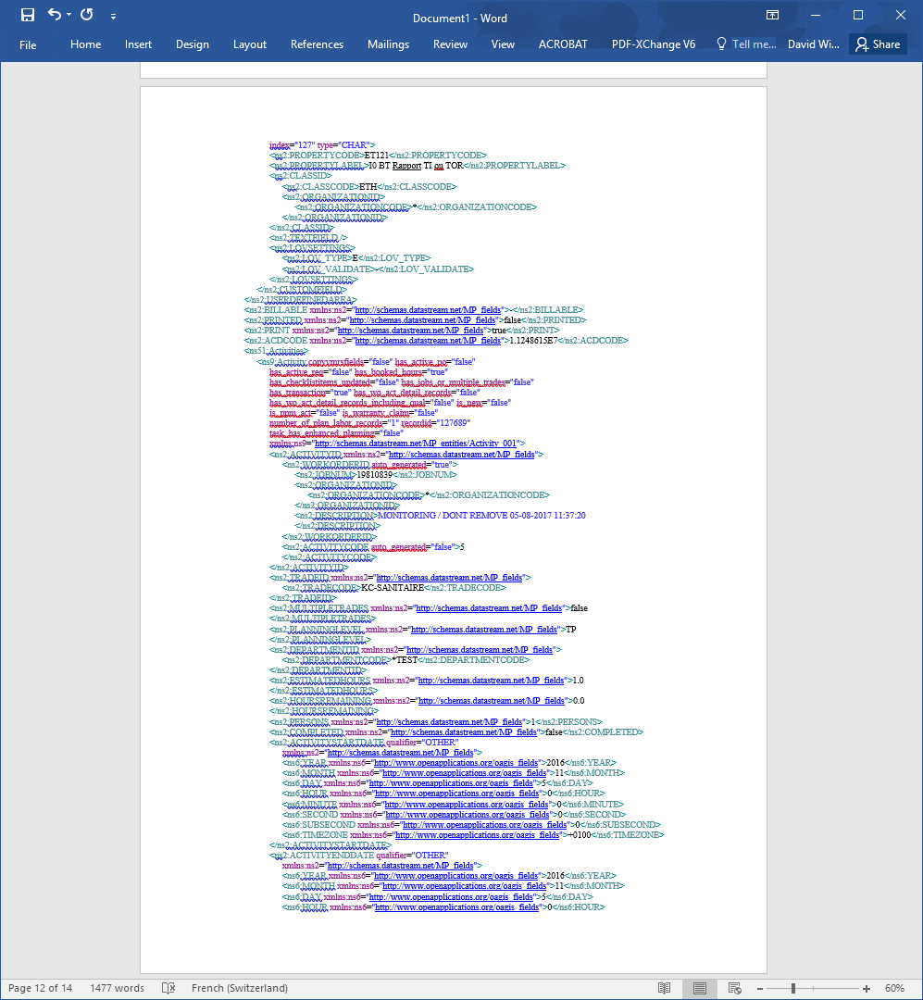 Document1 - Word
File Home Insert Design Layout References Mailings Review View ACROBAT PDF-XChange V6 Tell me... David Wi... Share
index="127" type="CHAR">
<ns2:PROPERTYCODE>ET121</ns2:PROPERTYCODE>
<ns2:PROPERTYLABEL>I0 BT Rapport TI ou TOR</ns2:PROPERTYLABEL>
<ns2:CLASSID>
<ns2:CLASSCODE>ETH</ns2:CLASSCODE>
<ns2:ORGANIZATIONID>
<ns2:ORGANIZATIONCODE>*</ns2:ORGANIZATIONCODE>
</ns2:ORGANIZATIONID>
</ns2:CLASSID>
<ns2:TEXTFIELD />
<ns2:LOVSETTINGS>
<ns2:LOV_TYPE>E</ns2:LOV_TYPE>
<ns2:LOV_VALIDATE>-</ns2:LOV_VALIDATE>
</ns2:LOVSETTINGS>
</ns2:CUSTOMFIELD>
</ns2:USERDEFINEDAREA>
<ns2:BILLABLE xmlns:ns2="http://schemas.datastream.net/MP_fields">-</ns2:BILLABLE>
<ns2:PRINTED xmlns:ns2="http://schemas.datastream.net/MP_fields">false</ns2:PRINTED>
<ns2:PRINT xmlns:ns2="http://schemas.datastream.net/MP_fields">true</ns2:PRINT>
<ns2:ACDCODE xmlns:ns2="http://schemas.datastream.net/MP_fields">1.1248615E7</ns2:ACDCODE>
<ns51:Activities>
<ns9:Activity copyvmrsfields="false" has_active_po="false"
has_active_req="false" has_booked_hours="true"
has_checklistitems_updated="false" has_jobs_or_multiple_trades="false"
has_transaction="true" has_wo_act_detail_records="false"
has_wo_act_detail_records_including_qual="false" is_new="false"
is_ppm_act="false" is_warranty_claim="false"
number_of_plan_labor_records="1" recordid="127689"
task_has_enhanced_planning="false"
xmlns:ns9="http://schemas.datastream.net/MP_entities/Activity_001">
<ns2:ACTIVITYID xmlns:ns2="http://schemas.datastream.net/MP_fields">
<ns2:WORKORDERID auto_generated="true">
<ns2:JOBNUM>19810839</ns2:JOBNUM>
<ns2:ORGANIZATIONID>
<ns2:ORGANIZATIONCODE>*</ns2:ORGANIZATIONCODE>
</ns2:ORGANIZATIONID>
<ns2:DESCRIPTION>MONITORING / DONT REMOVE 05-08-2017 11:37:20
</ns2:DESCRIPTION>
</ns2:WORKORDERID>
<ns2:ACTIVITYCODE auto_generated="false">5
</ns2:ACTIVITYCODE>
</ns2:ACTIVITYID>
<ns2:TRADEID xmlns:ns2="http://schemas.datastream.net/MP_fields">
<ns2:TRADECODE>KC-SANITAIRE</ns2:TRADECODE>
</ns2:TRADEID>
<ns2:MULTIPLETRADES xmlns:ns2="http://schemas.datastream.net/MP_fields">false
</ns2:MULTIPLETRADES>
<ns2:PLANNINGLEVEL xmlns:ns2="http://schemas.datastream.net/MP_fields">TP
</ns2:PLANNINGLEVEL>
<ns2:DEPARTMENTID xmlns:ns2="http://schemas.datastream.net/MP_fields">
<ns2:DEPARTMENTCODE>*TEST</ns2:DEPARTMENTCODE>
</ns2:DEPARTMENTID>
<ns2:ESTIMATEDHOURS xmlns:ns2="http://schemas.datastream.net/MP_fields">1.0
</ns2:ESTIMATEDHOURS>
<ns2:HOURSREMAINING xmlns:ns2="http://schemas.datastream.net/MP_fields">0.0
</ns2:HOURSREMAINING>
<ns2:PERSONS xmlns:ns2="http://schemas.datastream.net/MP_fields">1</ns2:PERSONS>
<ns2:COMPLETED xmlns:ns2="http://schemas.datastream.net/MP_fields">false</ns2:COMPLETED>
<ns2:ACTIVITYSTARTDATE qualifier="OTHER"
xmlns:ns2="http://schemas.datastream.net/MP_fields">
<ns6:YEAR xmlns:ns6="http://www.openapplications.org/oagis_fields">2016</ns6:YEAR>
<ns6:MONTH xmlns:ns6="http://www.openapplications.org/oagis_fields">11</ns6:MONTH>
<ns6:DAY xmlns:ns6="http://www.openapplications.org/oagis_fields">5</ns6:DAY>
<ns6:HOUR xmlns:ns6="http://www.openapplications.org/oagis_fields">0</ns6:HOUR>
<ns6:MINUTE xmlns:ns6="http://www.openapplications.org/oagis_fields">0</ns6:MINUTE>
<ns6:SECOND xmlns:ns6="http://www.openapplications.org/oagis_fields">0</ns6:SECOND>
<ns6:SUBSECOND xmlns:ns6="http://www.openapplications.org/oagis_fields">0</ns6:SUBSECOND>
<ns6:TIMEZONE xmlns:ns6="http://www.openapplications.org/oagis_fields">+0100</ns6:TIMEZONE>
</ns2:ACTIVITYSTARTDATE>
<ns2:ACTIVITYENDDATE qualifier="OTHER"
xmlns:ns2="http://schemas.datastream.net/MP_fields">
<ns6:YEAR xmlns:ns6="http://www.openapplications.org/oagis_fields">2016</ns6:YEAR>
<ns6:MONTH xmlns:ns6="http://www.openapplications.org/oagis_fields">11</ns6:MONTH>
<ns6:DAY xmlns:ns6="http://www.openapplications.org/oagis_fields">5</ns6:DAY>
<ns6:HOUR xmlns:ns6="http://www.openapplications.org/oagis_fields">0</ns6:HOUR>
Page 12 of 14 1477 words French (Switzerland) 60%